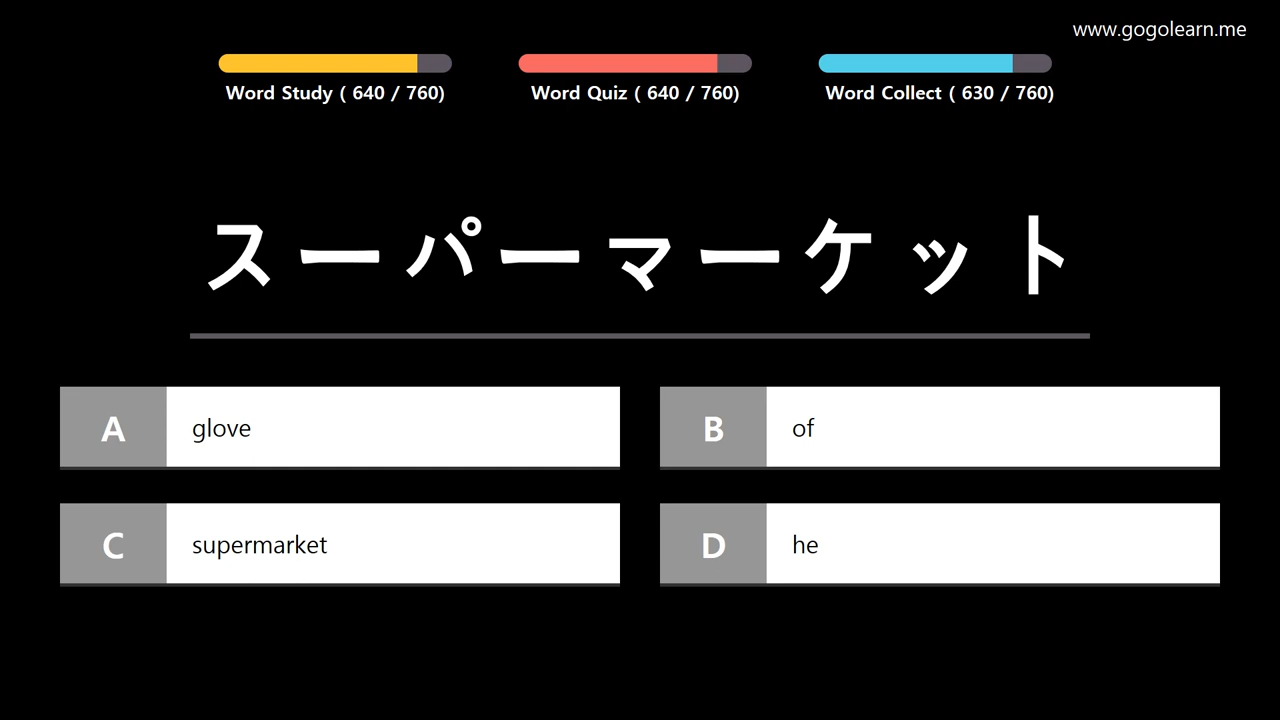 www.gogolearn.me
Word Study ( 640 / 760)
Word Quiz ( 640 / 760)
Word Collect ( 630 / 760)
スーパーマーケット
A glove
B of
C supermarket
D he